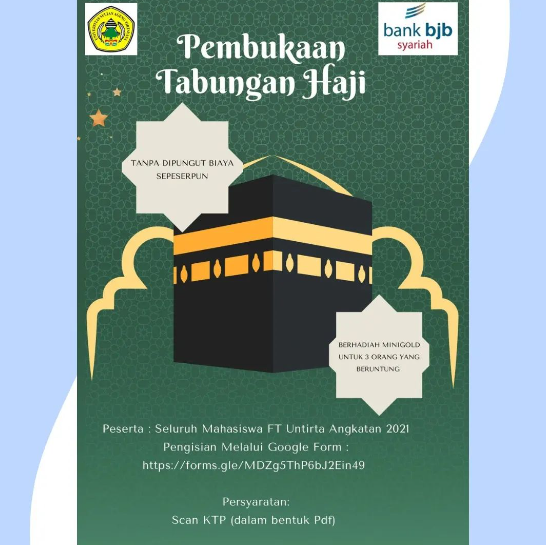 bank bjb
syariah
Pembukaan
Tabungan Haji
TANPA DIPUNGUT BIAYA
SEPESERPUN
BERHADIAH MINIGOLD
UNTUK 3 ORANG YANG
BERUNTUNG
Peserta : Seluruh Mahasiswa FT Untirta Angkatan 2021
Pengisian Melalui Google Form :
https://forms.gle/MDZg5ThP6bJ2Ein49
Persyaratan:
Scan KTP (dalam bentuk Pdf)